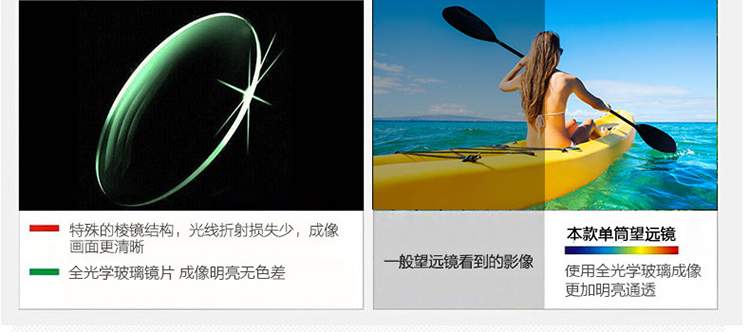 特殊的棱镜结构，光线折射损失少，成像
画面更清晰
全光学玻璃镜片 成像明亮无色差
一般望远镜看到的影像
本款单筒望远镜
使用全光学玻璃成像
更加明亮通透